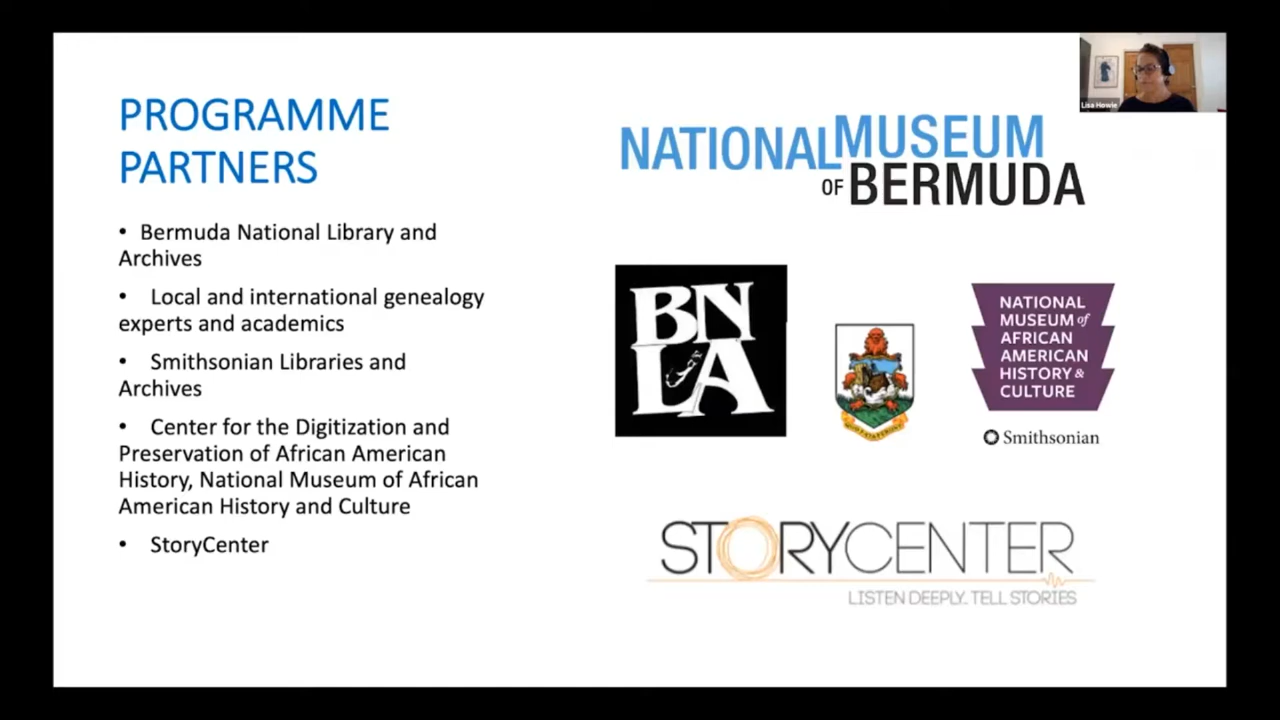 PROGRAMME
PARTNERS
• Bermuda National Library and
Archives
• Local and international genealogy
experts and academics
• Smithsonian Libraries and
Archives
• Center for the Digitization and
Preservation of African American
History, National Museum of African
American History and Culture
• StoryCenter
NATIONAL MUSEUM
OF BERMUDA
BN
LA
NATIONAL
MUSEUM of
AFRICAN
AMERICAN
HISTORY &
CULTURE
Smithsonian
STORYCENTER
LISTEN DEEPLY. TELL STORIES
Lisa Howie